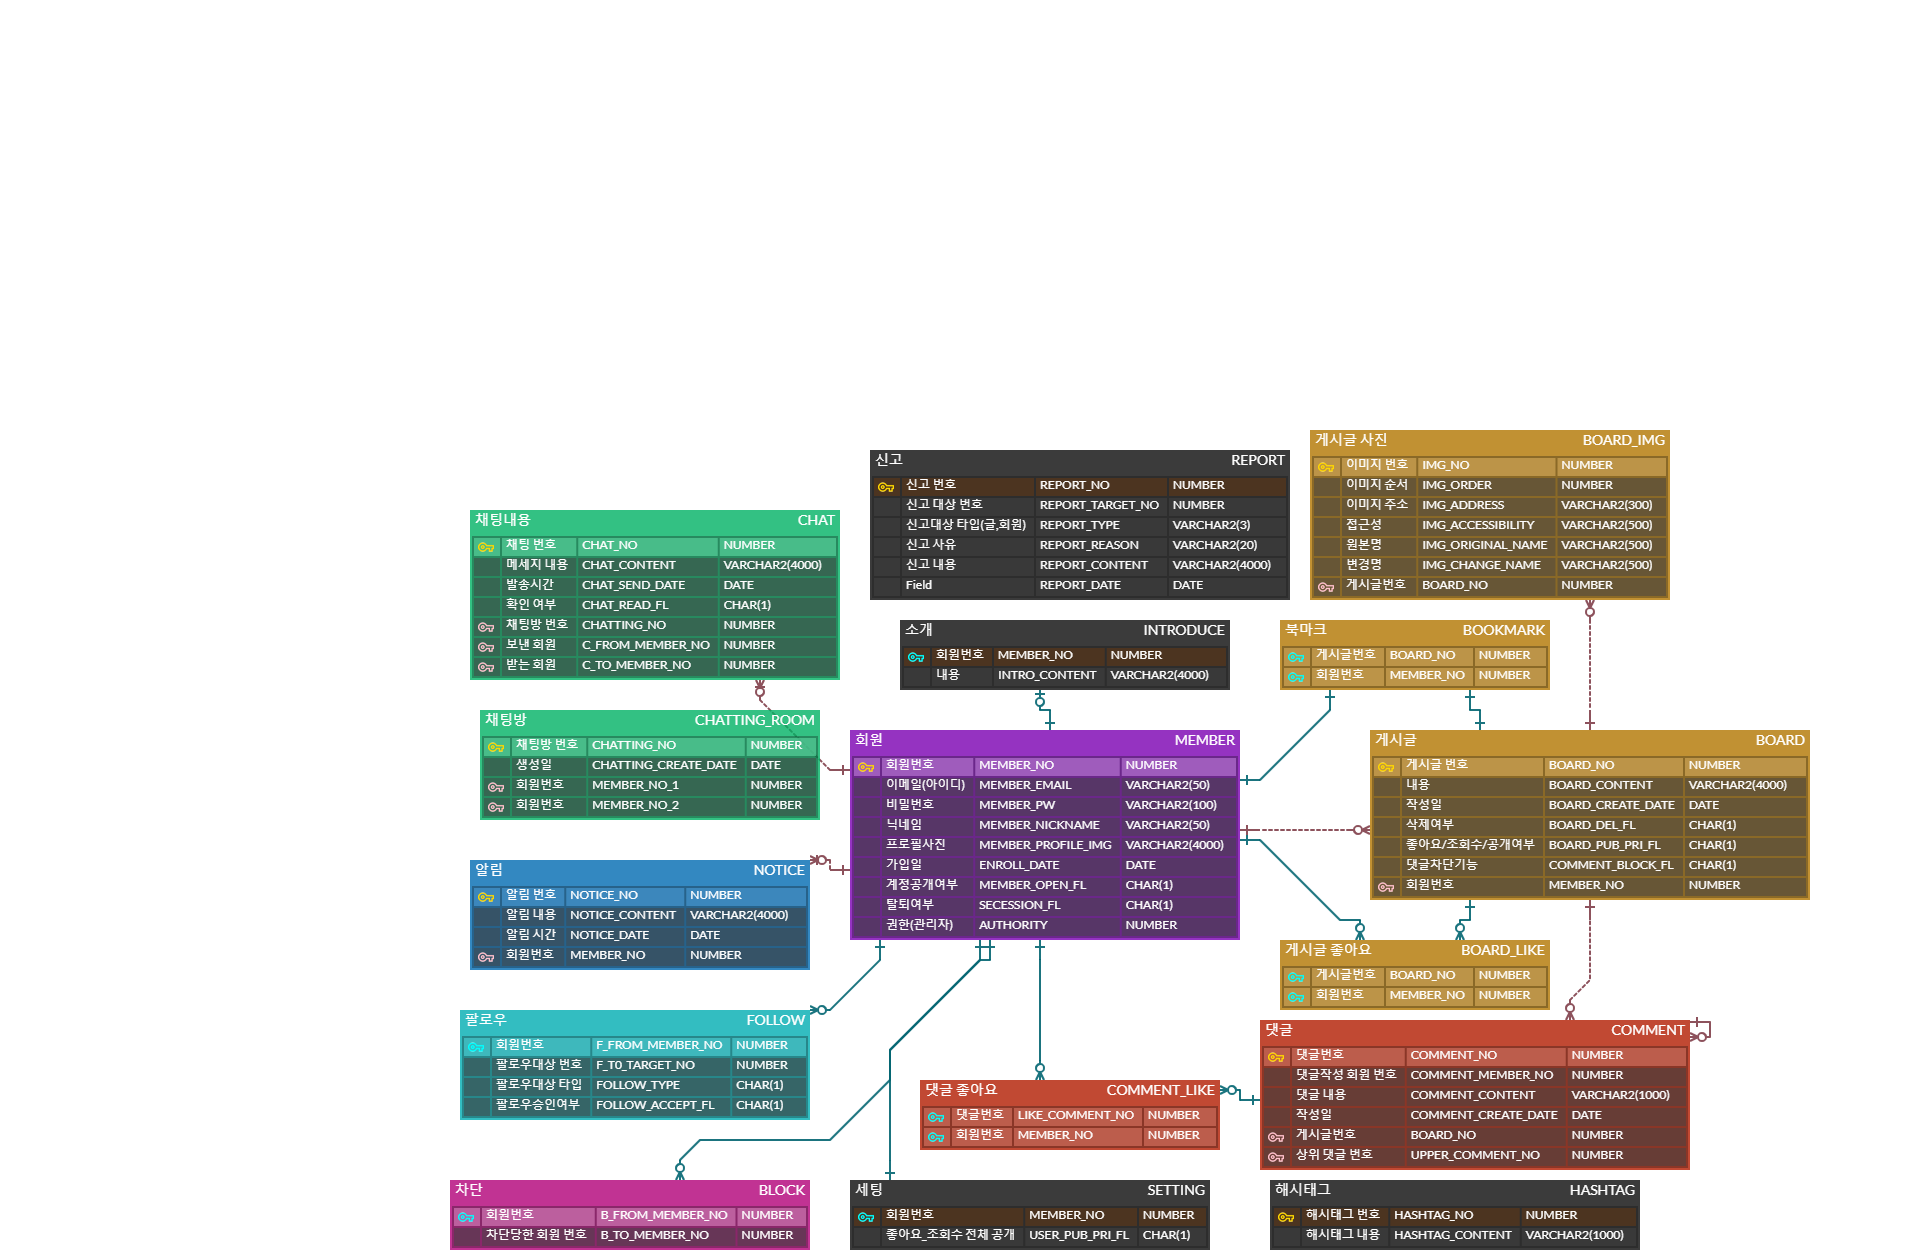 게시글 사진 BOARD_IMG
이미지 번호 IMG_NO NUMBER
이미지 순서 IMG_ORDER NUMBER
이미지 주소 IMG_ADDRESS VARCHAR2(300)
접근성 IMG_ACCESSIBILITY VARCHAR2(500)
원본명 IMG_ORIGINAL_NAME VARCHAR2(500)
변경명 IMG_CHANGE_NAME VARCHAR2(500)
게시글번호 BOARD_NO NUMBER
신고 REPORT
신고 번호 REPORT_NO NUMBER
신고 대상 번호 REPORT_TARGET_NO NUMBER
신고대상 타입(글,회원) REPORT_TYPE VARCHAR2(3)
신고 사유 REPORT_REASON VARCHAR2(20)
신고 내용 REPORT_CONTENT VARCHAR2(4000)
Field REPORT_DATE DATE
채팅내용 CHAT
채팅 번호 CHAT_NO NUMBER
메세지 내용 CHAT_CONTENT VARCHAR2(4000)
발송시간 CHAT_SEND_DATE DATE
확인 여부 CHAT_READ_FL CHAR(1)
채팅방 번호 CHATTING_NO NUMBER
보낸 회원 C_FROM_MEMBER_NO NUMBER
받는 회원 C_TO_MEMBER_NO NUMBER
소개 INTRODUCE
회원번호 MEMBER_NO NUMBER
내용 INTRO_CONTENT VARCHAR2(4000)
북마크 BOOKMARK
게시글번호 BOARD_NO NUMBER
회원번호 MEMBER_NO NUMBER
채팅방 CHATTING_ROOM
채팅방 번호 CHATTING_NO NUMBER
생성일 CHATTING_CREATE_DATE DATE
회원번호 MEMBER_NO_1 NUMBER
회원번호 MEMBER_NO_2 NUMBER
회원 MEMBER
회원번호 MEMBER_NO NUMBER
이메일(아이디) MEMBER_EMAIL VARCHAR2(50)
비밀번호 MEMBER_PW VARCHAR2(100)
닉네임 MEMBER_NICKNAME VARCHAR2(50)
프로필사진 MEMBER_PROFILE_IMG VARCHAR2(4000)
가입일 ENROLL_DATE DATE
계정공개여부 MEMBER_OPEN_FL CHAR(1)
탈퇴여부 SECESSION_FL CHAR(1)
권한(관리자) AUTHORITY NUMBER
게시글 BOARD
게시글 번호 BOARD_NO NUMBER
내용 BOARD_CONTENT VARCHAR2(4000)
작성일 BOARD_CREATE_DATE DATE
삭제여부 BOARD_DEL_FL CHAR(1)
좋아요/조회수/공개여부 BOARD_PUB_PRI_FL CHAR(1)
댓글차단기능 COMMENT_BLOCK_FL CHAR(1)
회원번호 MEMBER_NO NUMBER
알림 NOTICE
알림 번호 NOTICE_NO NUMBER
알림 내용 NOTICE_CONTENT VARCHAR2(4000)
알림 시간 NOTICE_DATE DATE
회원번호 MEMBER_NO NUMBER
게시글 좋아요 BOARD_LIKE
게시글번호 BOARD_NO NUMBER
회원번호 MEMBER_NO NUMBER
팔로우 FOLLOW
회원번호 F_FROM_MEMBER_NO NUMBER
팔로우대상 번호 F_T0_TARGET_NO NUMBER
팔로우대상 타입 FOLLOW_TYPE CHAR(1)
팔로우승인여부 FOLLOW_ACCEPT_FL CHAR(1)
댓글 COMMENT
댓글번호 COMMENT_NO NUMBER
댓글작성 회원 번호 COMMENT_MEMBER_NO NUMBER
댓글 내용 COMMENT_CONTENT VARCHAR2(1000)
작성일 COMMENT_CREATE_DATE DATE
게시글번호 BOARD_NO NUMBER
상위 댓글 번호 UPPER_COMMENT_NO NUMBER
댓글 좋아요 COMMENT_LIKE
댓글번호 LIKE_COMMENT_NO NUMBER
회원번호 MEMBER_NO NUMBER
차단 BLOCK
회원번호 B_FROM_MEMBER_NO NUMBER
차단당한 회원 번호 B_TO_MEMBER_NO NUMBER
세팅 SETTING
회원번호 MEMBER_NO NUMBER
좋아요_조회수 전체 공개 USER_PUB_PRI_FL CHAR(1)
해시태그 HASHTAG
해시태그 번호 HASHTAG_NO NUMBER
해시태그 내용 HASHTAG_CONTENT VARCHAR2(1000)